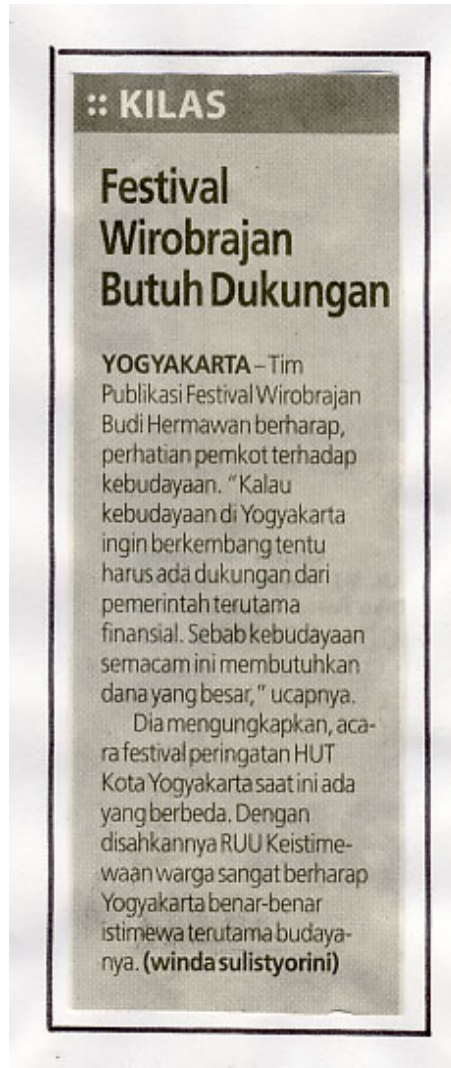 :: KILAS
Festival
Wirobrajan
Butuh Dukungan
YOGYAKARTA – Tim
Publikasi Festival Wirobrajan
Budi Hermawan berharap,
perhatian pemkot terhadap
kebudayaan. "Kalau
kebudayaan di Yogyakarta
ingin berkembang tentu
harus ada dukungan dari
pemerintah terutama
finansial. Sebab kebudayaan
semacam ini membutuhkan
dana yang besar," ucapnya.
Dia mengungkapkan, aca-
ra festival peringatan HUT
Kota Yogyakarta saat ini ada
yang berbeda. Dengan
disahkannya RUU Keistime-
waan warga sangat berharap
Yogyakarta benar-benar
istimewa terutama budaya-
nya. (winda sulistyorini)